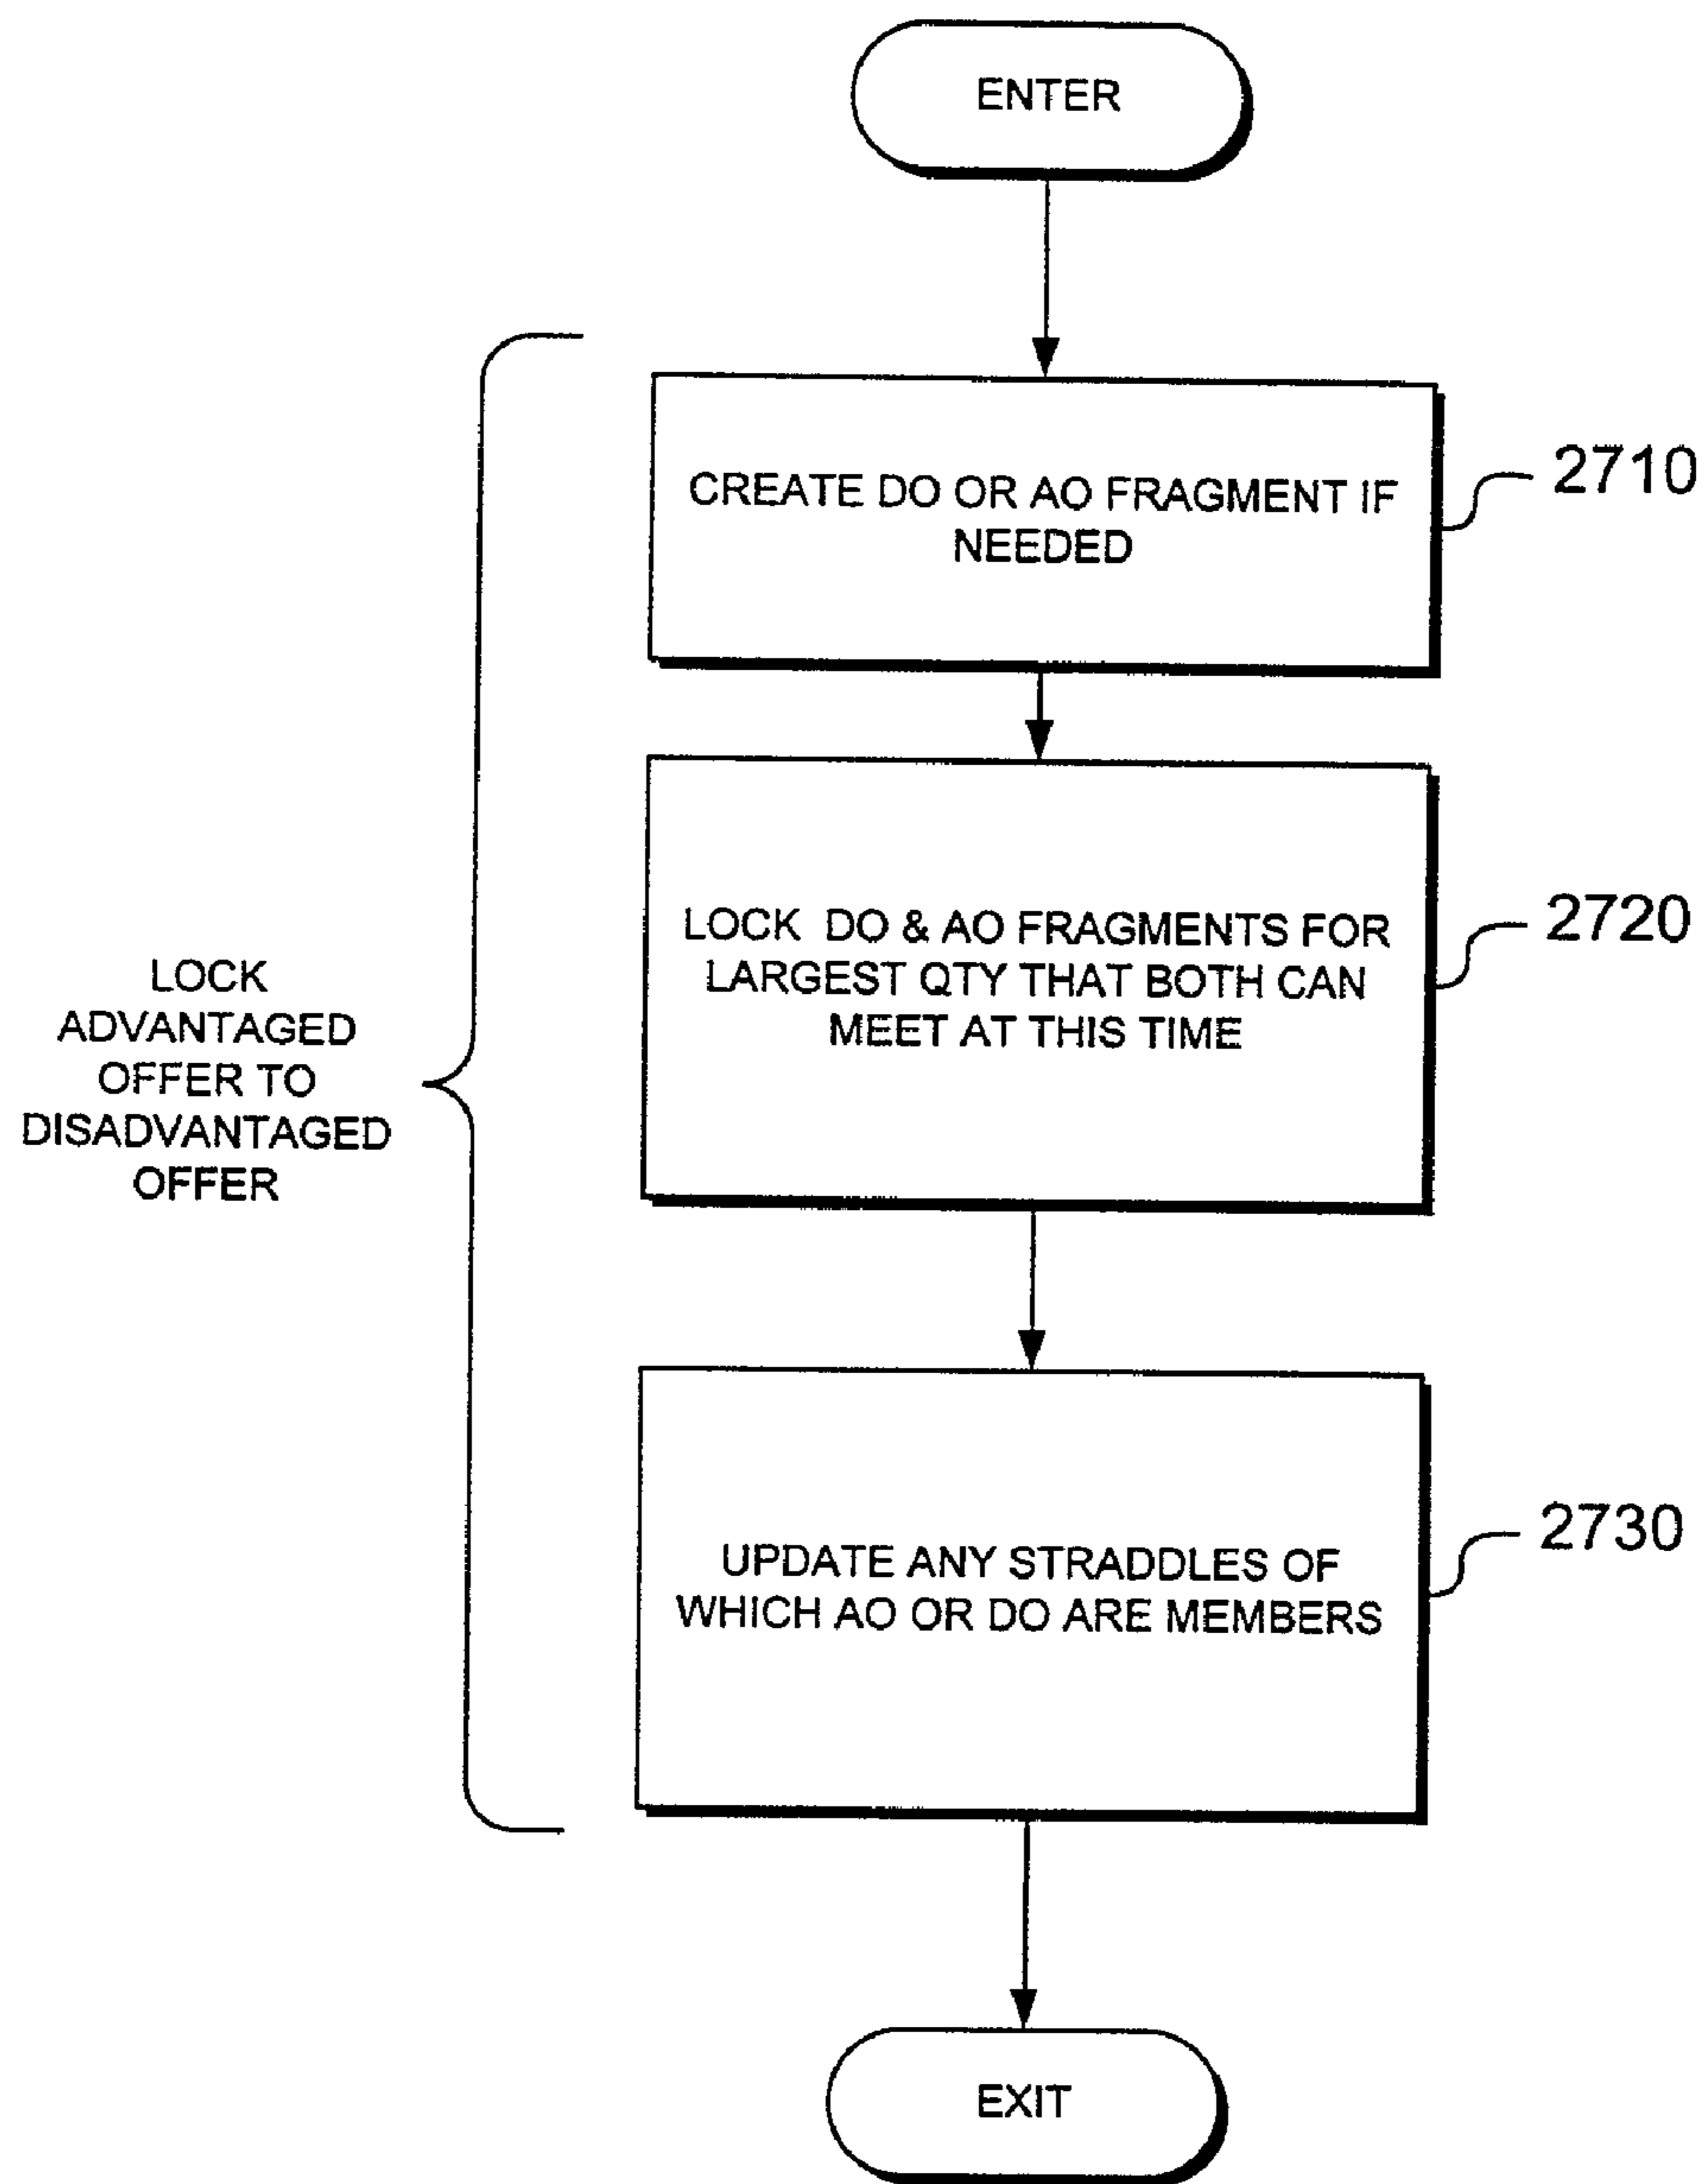 ENTER
CREATE DO OR AO FRAGMENT IF
NEEDED
2710
LOCK DO & AO FRAGMENTS FOR
LARGEST QTY THAT BOTH CAN
MEET AT THIS TIME
2720
LOCK
ADVANTAGED
OFFER TO
DISADVANTAGED
OFFER
UPDATE ANY STRADDLES OF
WHICH AO OR DO ARE MEMBERS
2730
EXIT